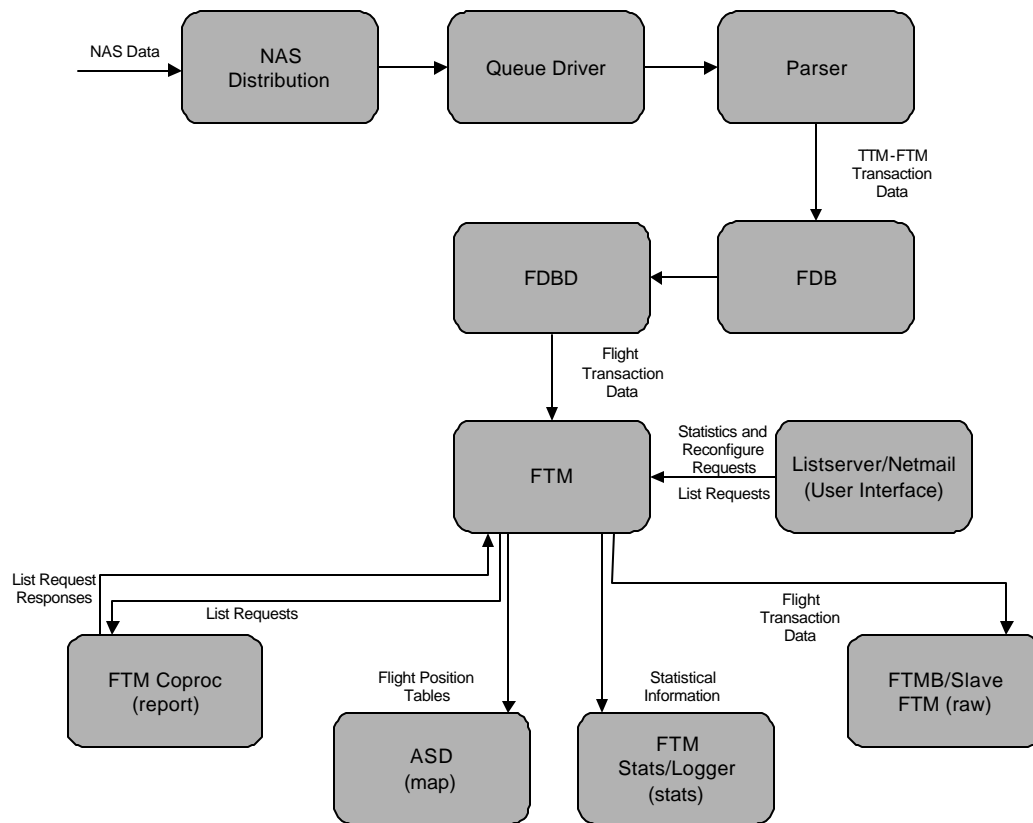 NAS Data
NAS
Distribution
Queue Driver
Parser
TTM-FTM
Transaction
Data
FDBD
FDB
Flight
Transaction
Data
FTM
Statistics and
Reconfigure
Requests
List Requests
Listserver/Netmail
(User Interface)
List Request
Responses
List Requests
Flight
Transaction
Data
FTM Coproc
(report)
Flight Position
Tables
Statistical
Information
FTMB/Slave
FTM (raw)
ASD
(map)
FTM
Stats/Logger
(stats)